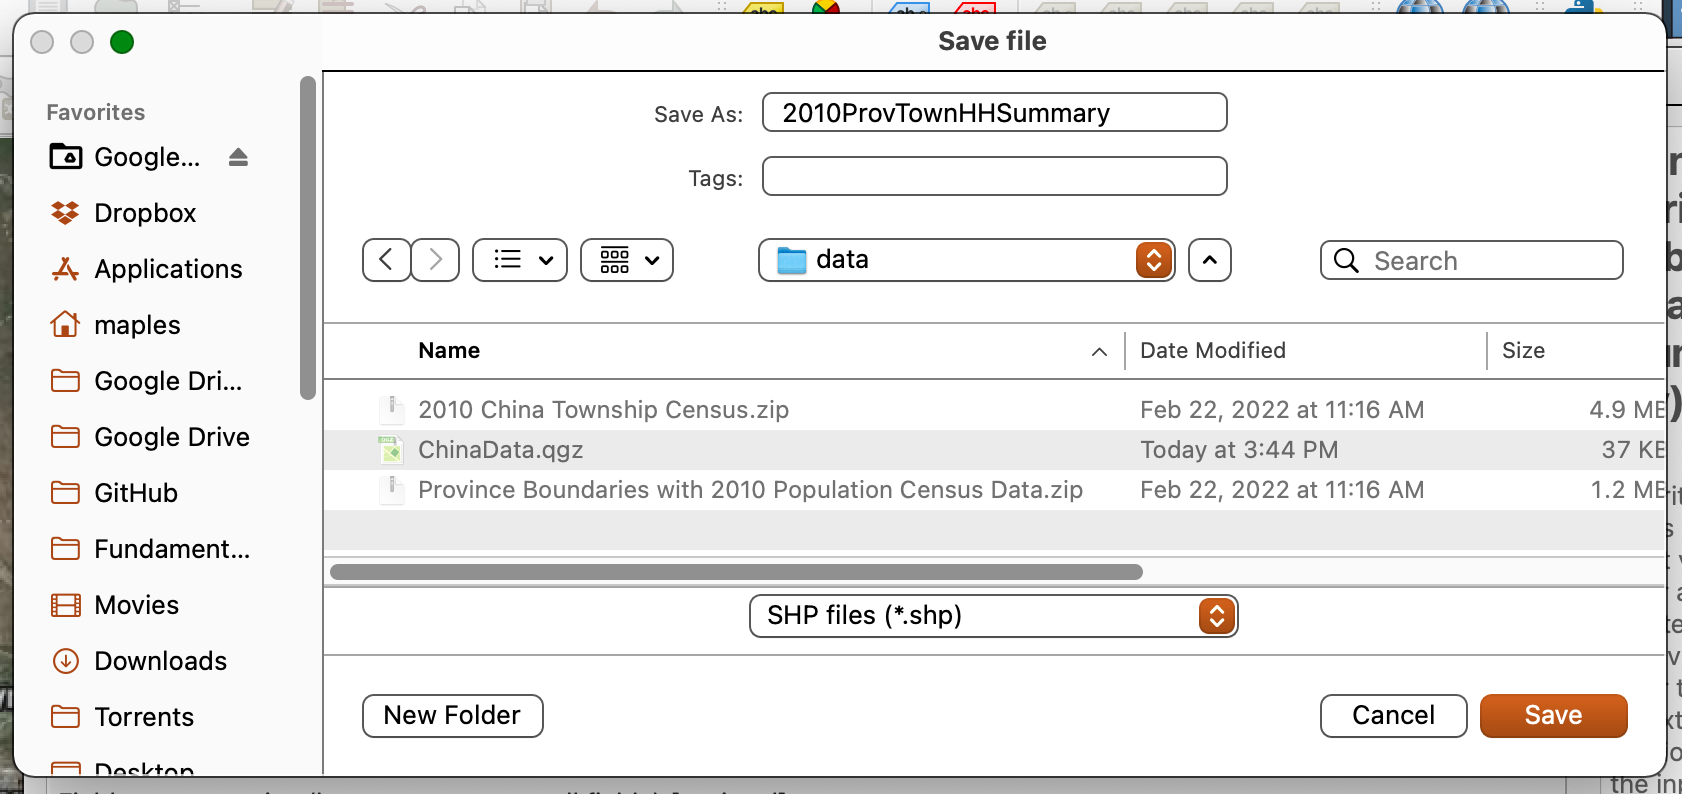 Save file
Favorites
Google...
Dropbox
Applications
maples
Google Dri...
Google Drive
GitHub
Fundament...
Movies
Downloads
Torrents
Desktop
Save As: 2010ProvTownHHSummary
Tags:
data
Search
Name Date Modified Size
2010 China Township Census.zip Feb 22, 2022 at 11:16 AM 4.9 MB
ChinaData.qgz Today at 3:44 PM 37 KB
Province Boundaries with 2010 Population Census Data.zip Feb 22, 2022 at 11:16 AM 1.2 MB
SHP files (*.shp)
New Folder Cancel Save
the inp